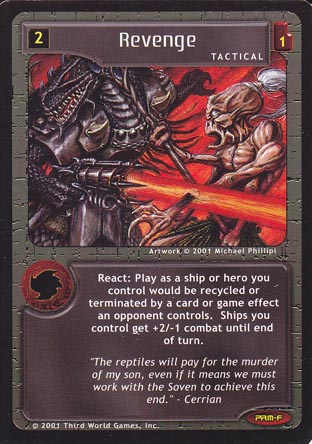 2
Revenge
1
TACTICAL
Artwork © 2001 Michael Phillipi
React: Play as a ship or hero you
control would be recycled or
terminated by a card or game effect
an opponent controls. Ships you
control get +2/-1 combat until end
of turn.
"The reptiles will pay for the murder
of my son, even if it means we must
work with the Soven to achieve this
end." - Cerrian
PRM-F
© 2001 Third World Games, Inc.